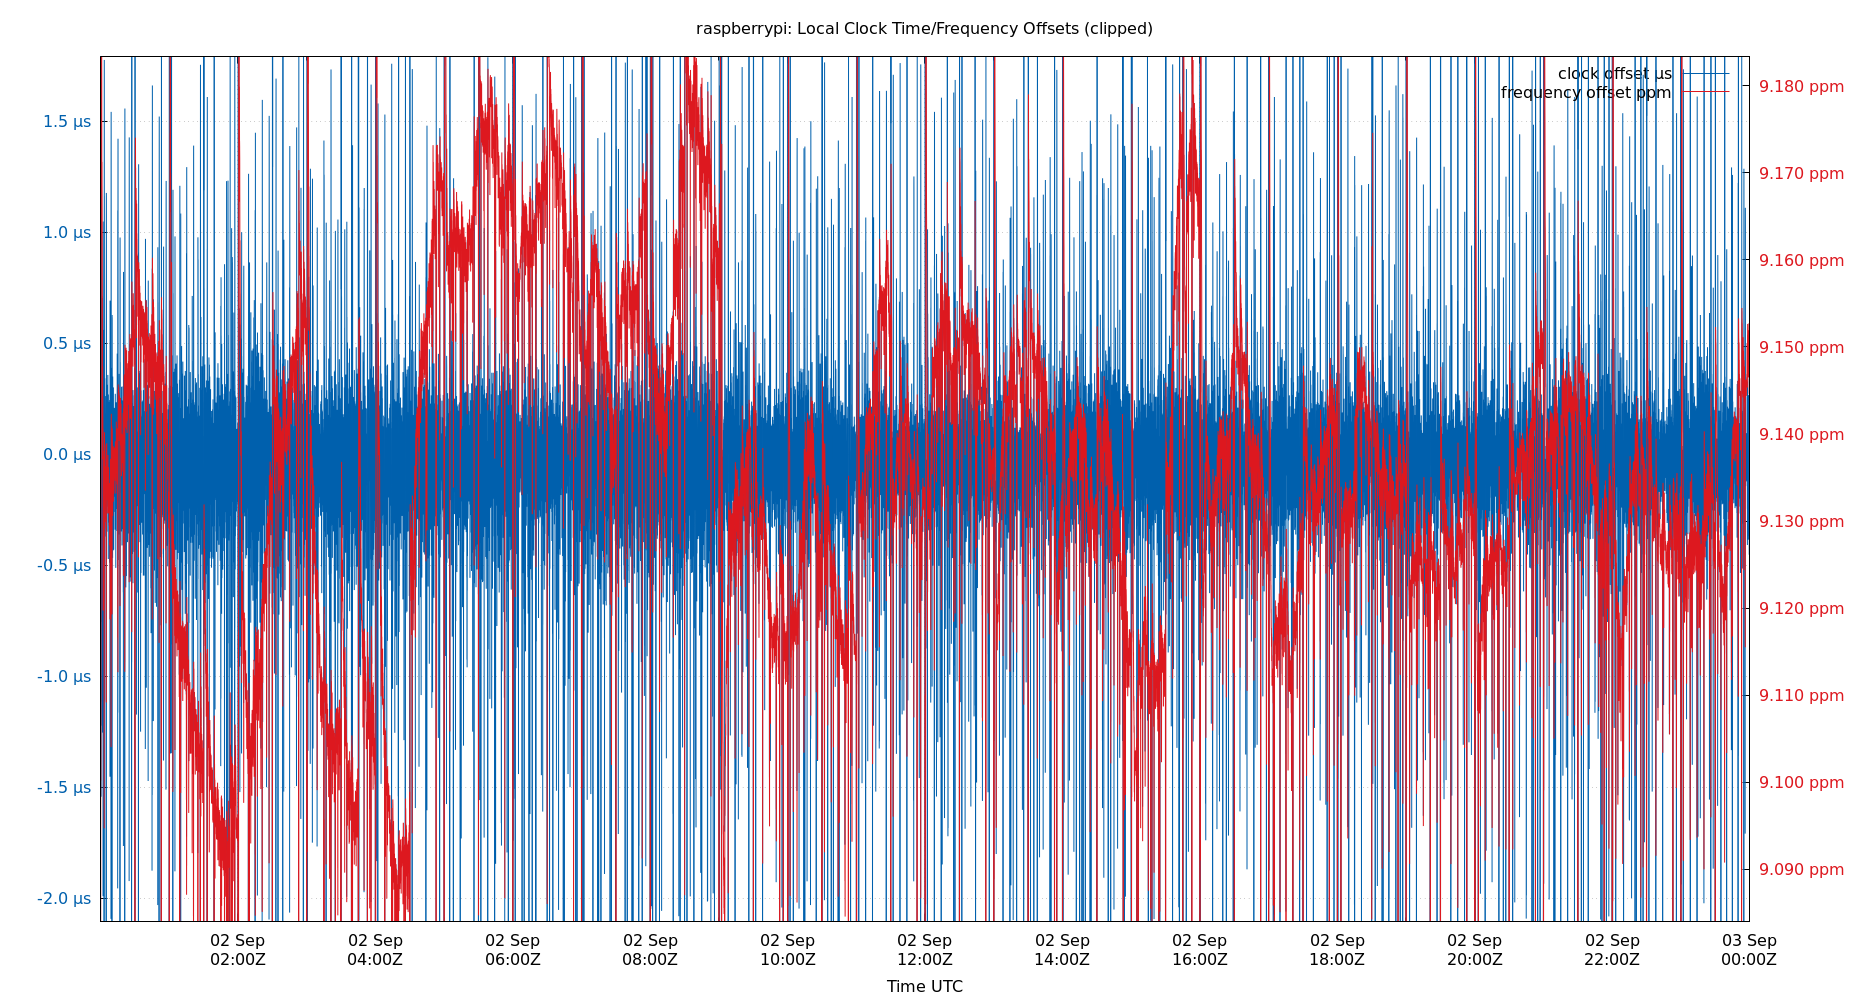 raspberrypi: Local Clock Time/Frequency Offsets (clipped)
clock offset µs
frequency offset ppm
1.5 µs
1.0 µs
0.5 µs
0.0 µs
-0.5 µs
-1.0 µs
-1.5 µs
-2.0 µs
9.180 ppm
9.170 ppm
9.160 ppm
9.150 ppm
9.140 ppm
9.130 ppm
9.120 ppm
9.110 ppm
9.100 ppm
9.090 ppm
02 Sep 02 Sep 02 Sep 02 Sep 02 Sep 02 Sep 02 Sep 02 Sep 02 Sep 02 Sep 02 Sep 03 Sep
02:00Z 04:00Z 06:00Z 08:00Z 10:00Z 12:00Z 14:00Z 16:00Z 18:00Z 20:00Z 22:00Z 00:00Z
Time UTC